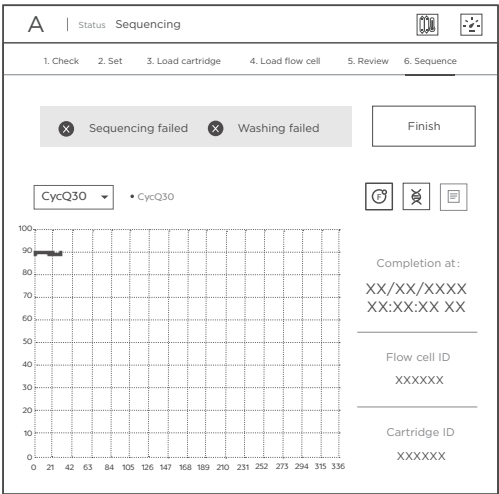 A Status Sequencing
1. Check 2. Set 3. Load cartridge 4. Load flow cell 5. Review 6. Sequence
Sequencing failed Washing failed Finish
CycQ30 • CycQ30 F
100
90
80
70
60
50
40
30
20
10
0
0 21 42 63 84 105 126 147 168 189 210 231 252 273 294 315 336
Completion at:
XX/XX/XXXX
XX:XX:XX XX
Flow cell ID
XXXXXX
Cartridge ID
XXXXXX